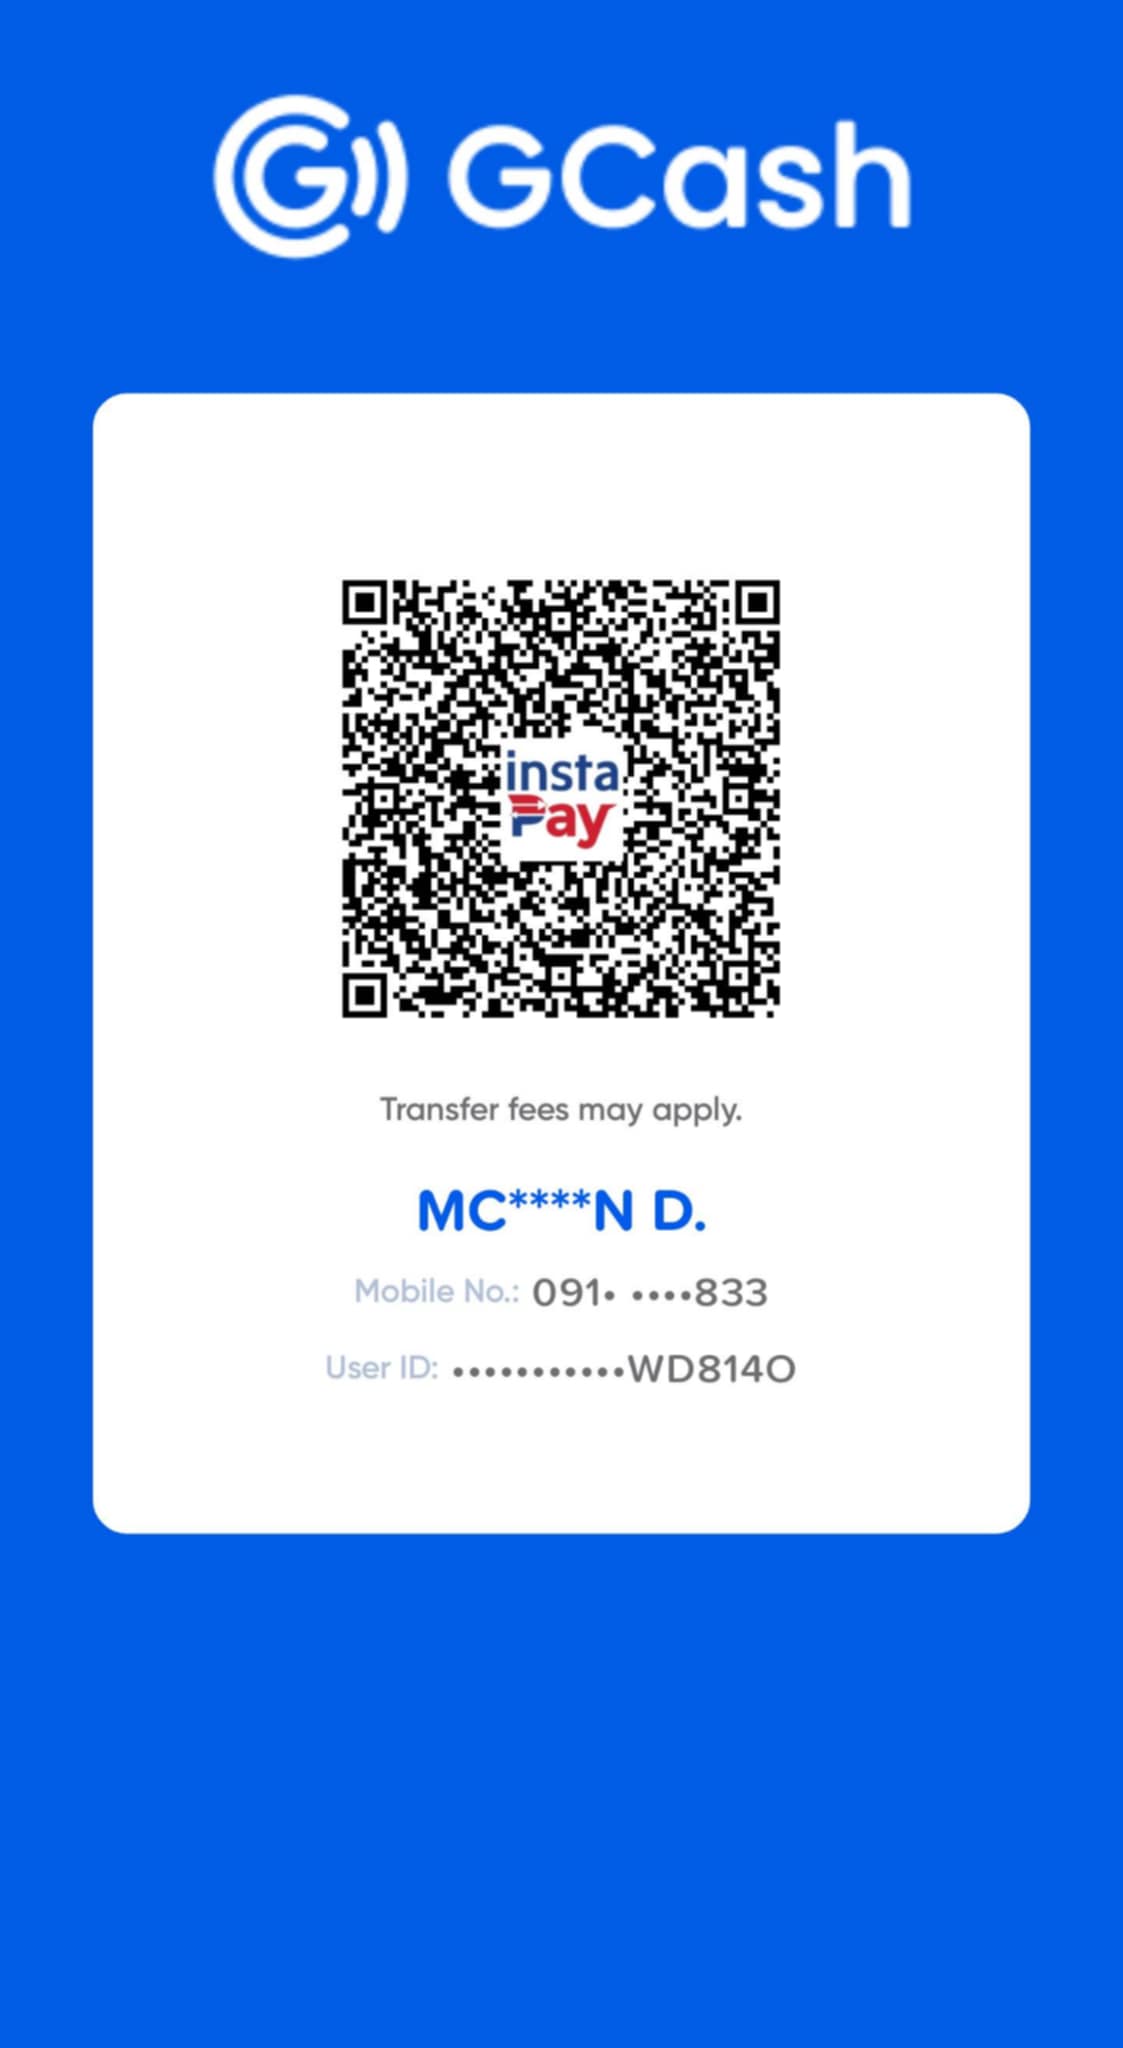 GCash
insta
Pay
Transfer fees may apply.
MC****N D.
Mobile No.: 091• ••••833
User ID: •••••••••••WD814O